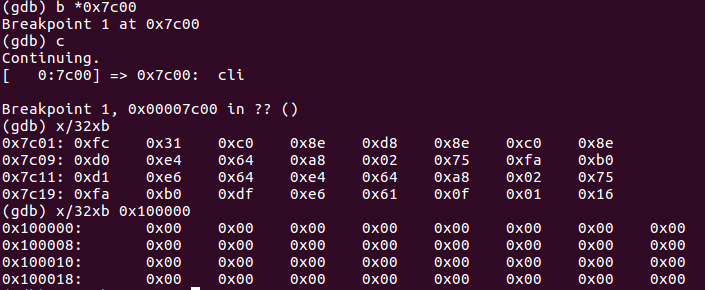 (gdb) b *0x7c00
Breakpoint 1 at 0x7c00
(gdb) c
Continuing.
[   0:7c00] => 0x7c00:  cli

Breakpoint 1, 0x00007c00 in ?? ()
(gdb) x/32xb
0x7c01: 0xfc    0x31    0xc0    0x8e    0xd8    0x8e    0xc0    0x8e
0x7c09: 0xd0    0xe4    0x64    0xa8    0x02    0x75    0xfa    0xb0
0x7c11: 0xd1    0xe6    0x64    0xe4    0x64    0xa8    0x02    0x75
0x7c19: 0xfa    0xb0    0xdf    0xe6    0x61    0x0f    0x01    0x16
(gdb) x/32xb 0x100000
0x100000:       0x00    0x00    0x00    0x00    0x00    0x00    0x00    0x00
0x100008:       0x00    0x00    0x00    0x00    0x00    0x00    0x00    0x00
0x100010:       0x00    0x00    0x00    0x00    0x00    0x00    0x00    0x00
0x100018:       0x00    0x00    0x00    0x00    0x00    0x00    0x00    0x00